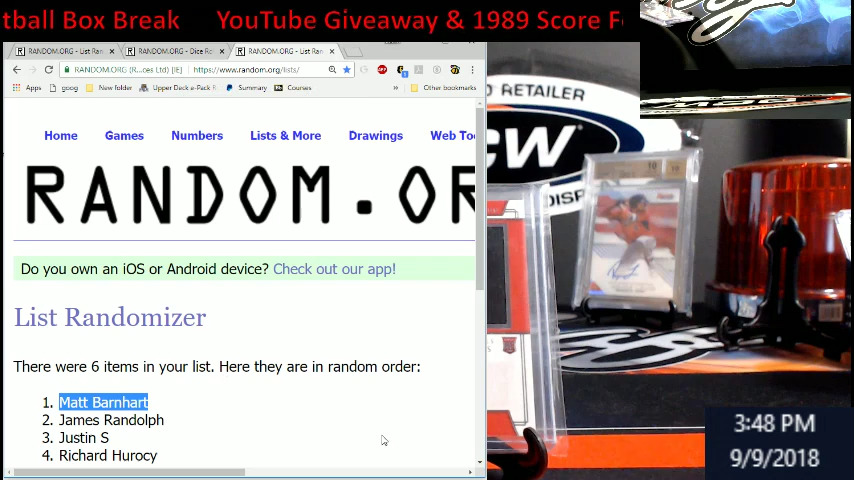 tball Box Break YouTube Giveaway & 1989 Score F
RANDOM.ORG - List Ran
RANDOM.ORG - Dice Ro
RANDOM.ORG - List Ran
RANDOM.ORG (R...ces Ltd) [IE] https://www.random.org/lists/
Apps goog New folder Upper Deck e-Pack F Summary Courses Other bookmarks
Home Games Numbers Lists & More Drawings Web Too
RANDOM.OR
Do you own an iOS or Android device? Check out our app!
List Randomizer
There were 6 items in your list. Here they are in random order:
1. Matt Barnhart
2. James Randolph
3. Justin S
4. Richard Hurocy
D RETAILER
CW
DISP
10
3:48 PM
9/9/2018